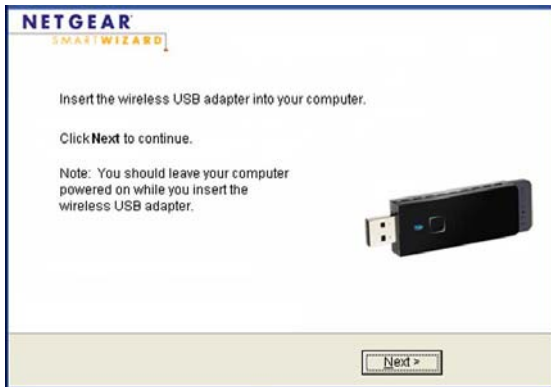 NETGEAR
SMARTWIZARD
Insert the wireless USB adapter into your computer.
Click Next to continue.
Note: You should leave your computer
powered on while you insert the
wireless USB adapter.
Next >